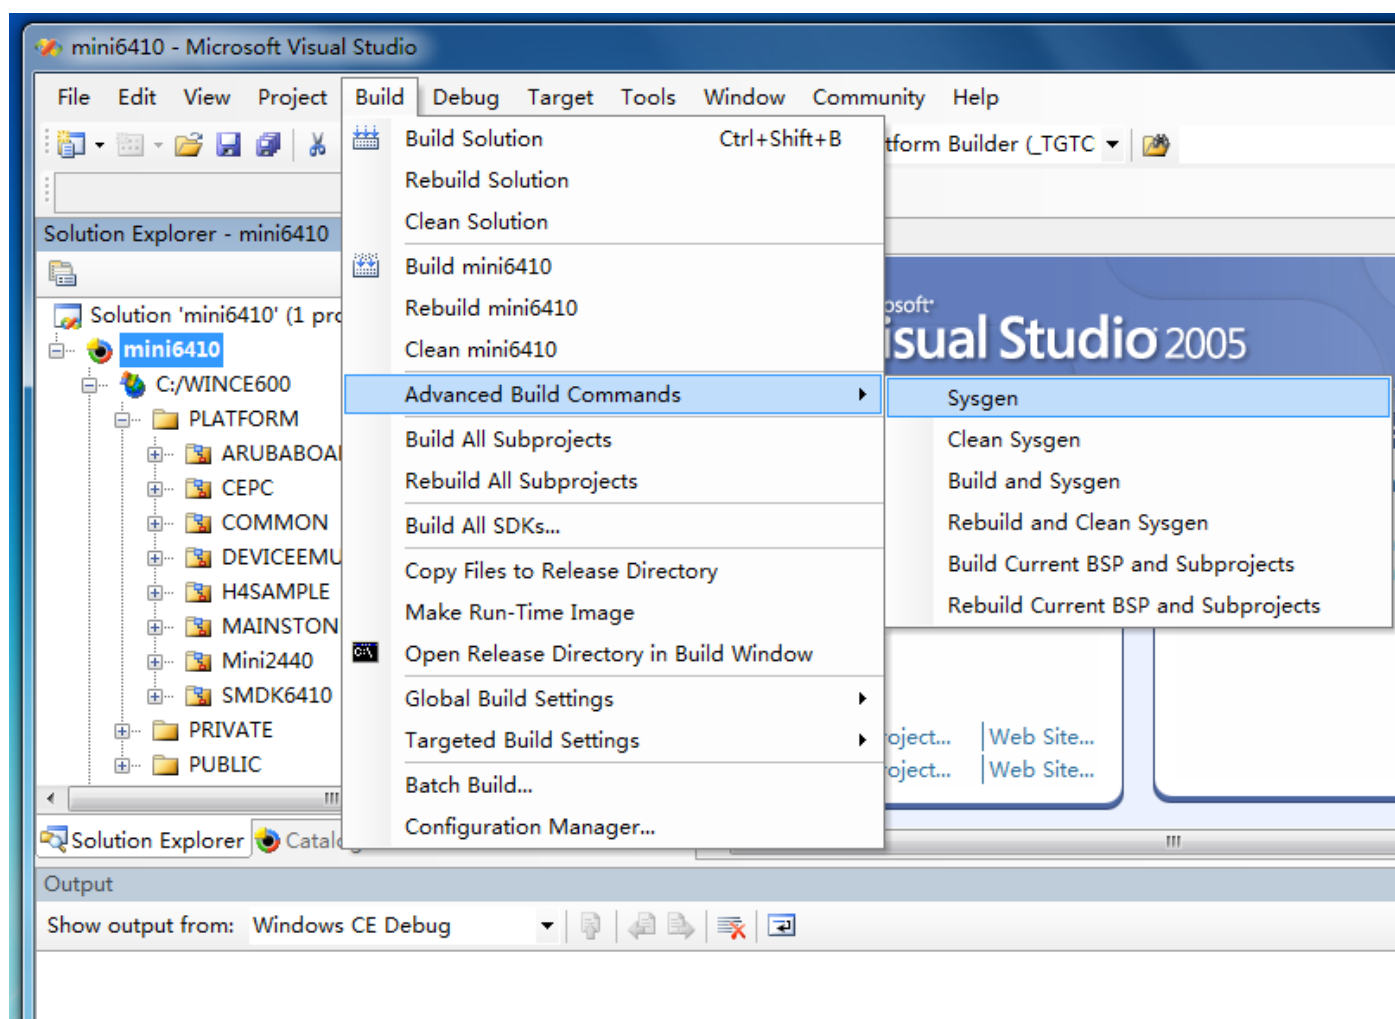 mini6410 - Microsoft Visual Studio
File Edit View Project Build Debug Target Tools Window Community Help
Build Solution Ctrl+Shift+B
tform Builder (_TGTC
Rebuild Solution
Clean Solution
Solution Explorer - mini6410
Build mini6410
Solution 'mini6410' (1 pro
Rebuild mini6410
mini6410
Clean mini6410
isual Studio 2005
C:/WINCE600
Advanced Build Commands
Sysgen
PLATFORM
Build All Subprojects
Clean Sysgen
ARUBABOA
Rebuild All Subprojects
Build and Sysgen
CEPC
Build All SDKs...
Rebuild and Clean Sysgen
COMMON
Copy Files to Release Directory
Build Current BSP and Subprojects
DEVICEEMU
Make Run-Time Image
Rebuild Current BSP and Subprojects
H4SAMPLE
Open Release Directory in Build Window
MAINSTON
Mini2440
Global Build Settings
SMDK6410
Targeted Build Settings
oject... Web Site...
PRIVATE
Batch Build...
oject... Web Site...
PUBLIC
Configuration Manager...
Solution Explorer Catal
Output
Show output from: Windows CE Debug